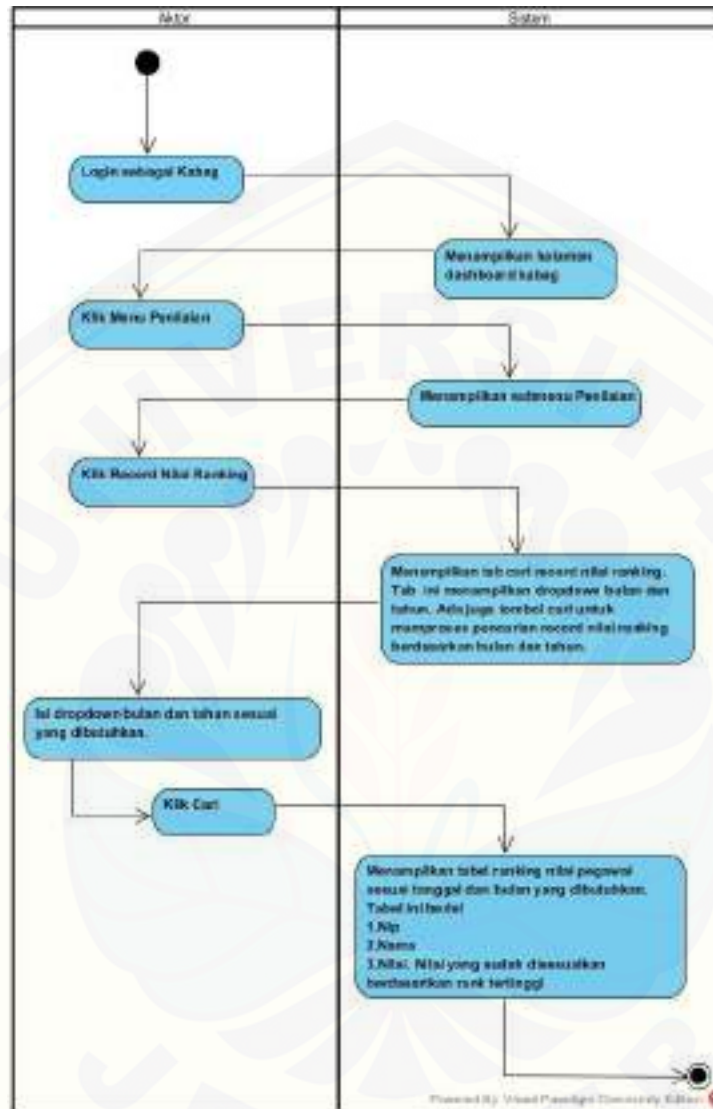 Aktor
Sistem
Login sebagai Kabag
Menampilkan halaman
dashboard kabag
Klik Menu Penilaian
Menampilkan submenu Penilaian
Klik Record Nilai Ranking
Menampilkan tab cari record nilai ranking.
Tab ini menampilkan dropdown bulan dan
tahun. Ada juga tombol cari untuk
memproses pencarian record nilai ranking
berdasarkan bulan dan tahun.
Isi dropdown bulan dan tahun sesuai
yang dibutuhkan.
Klik Cari
Menampilkan tabel ranking nilai pegawai
sesuai tanggal dan bulan yang dibutuhkan.
Tabel ini berisi
1.Nip
2.Nama
3.Nilai. Nilai yang sudah disesuaikan
berdasarkan rank tertinggi
Powered By Visual Paradigm Community Edition
UNIVERSITA